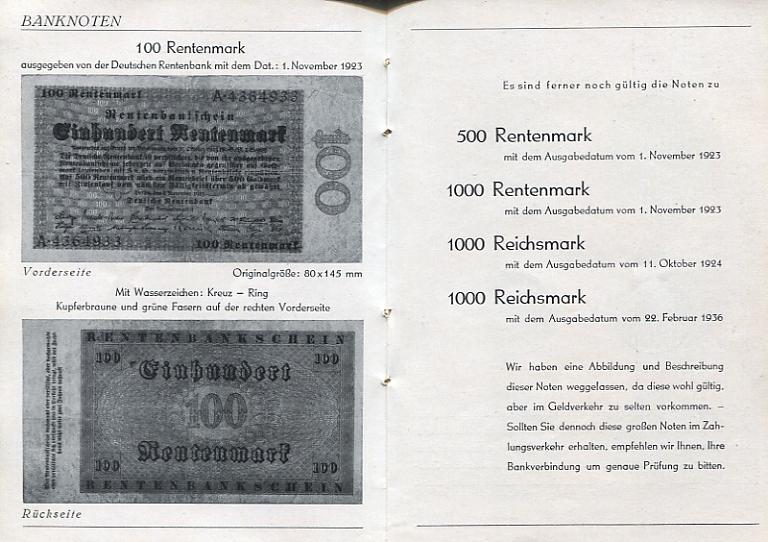 BANKNOTEN
100 Rentenmark
ausgegeben von der Deutschen Rentenbank mit dem Dat.: 1. November 1923
100 Rentenmark A·4364933
Rentenbankschein
Einhundert Rentenmark
100
Deutsche Rentenbank
A·4364933 100 Rentenmark
Vorderseite Originalgröße: 80x145 mm
Mit Wasserzeichen: Kreuz – Ring
Kupferbraune und grüne Fasern auf der rechten Vorderseite
RENTENBANKSCHEIN
100 100
Einhundert
100
Rentenmark
100 100
RENTENBANKSCHEIN
Rückseite
Es sind ferner noch gültig die Noten zu
500 Rentenmark
mit dem Ausgabedatum vom 1. November 1923
1000 Rentenmark
mit dem Ausgabedatum vom 1. November 1923
1000 Reichsmark
mit dem Ausgabedatum vom 11. Oktober 1924
1000 Reichsmark
mit dem Ausgabedatum vom 22. Februar 1936
Wir haben eine Abbildung und Beschreibung
dieser Noten weggelassen, da diese wohl gültig,
aber im Geldverkehr zu selten vorkommen. –
Sollten Sie dennoch diese großen Noten im Zah-
lungsverkehr erhalten, empfehlen wir Ihnen, Ihre
Bankverbindung um genaue Prüfung zu bitten.